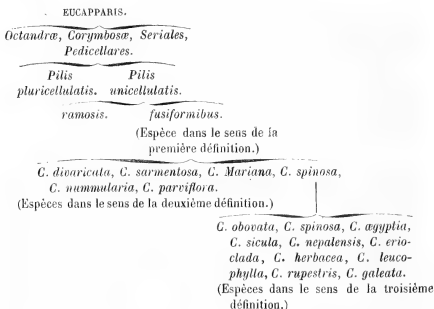 EUCAPPARIS.
Octandræ, Corymbosæ, Seriales,
Pedicellares.
Pilis Pilis
pluricellulatis. unicellulatis.
ramosis. fusiformibus.
(Espèce dans le sens de la
première définition.)
C. divaricata, C. sarmentosa, C. Mariana, C. spinosa,
C. nummularia, C. parviflora.
(Espèces dans le sens de la deuxième définition.)
C. obovata, C. spinosa, C. ægyptia,
C. sicula, C. nepalensis, C. erio-
clada, C. herbacea, C. leuco-
phylla, C. rupestris, C. galeata.
(Espèces dans le sens de la troisième
définition.)